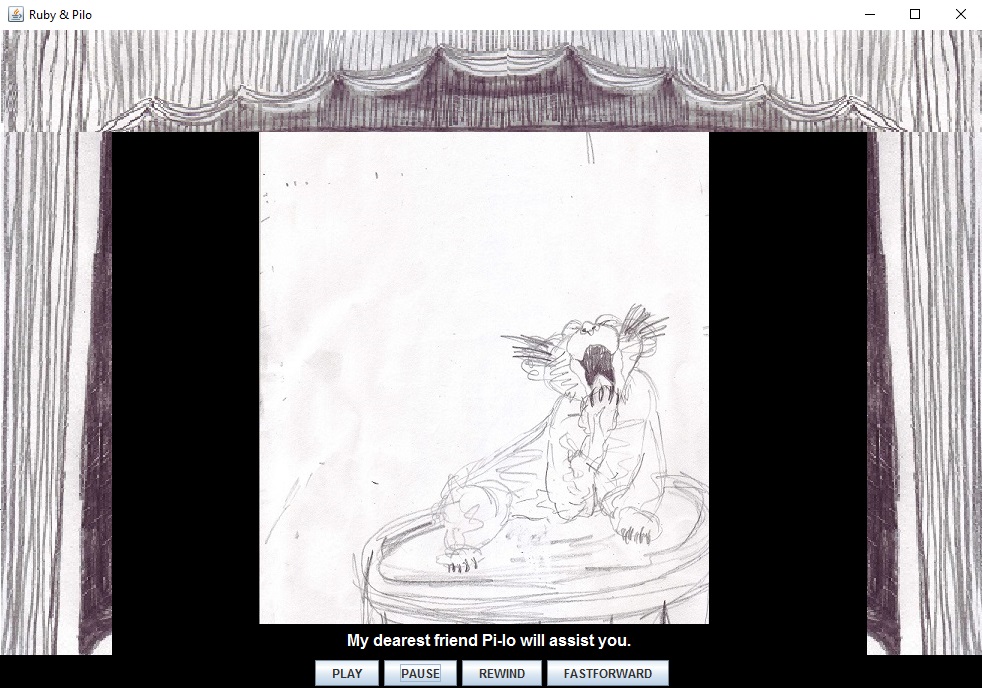 Ruby & Pilo
My dearest friend Pi-lo will assist you.
PLAY PAUSE REWIND FASTFORWARD